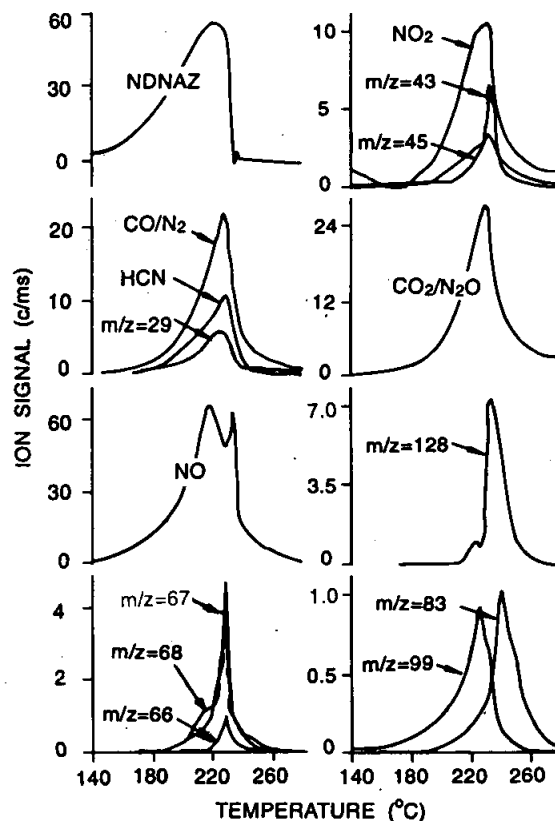 60
30
0
NDNAZ
10
5
0
NO₂
m/z=43
m/z=45
20
10
0
CO/N₂
HCN
m/z=29
24
12
0
CO₂/N₂O
60
30
0
NO
7.0
3.5
0
m/z=128
4
2
0
m/z=67
m/z=68
m/z=66
1.0
0.5
0
m/z=83
m/z=99
140
180
220
260
140
180
220
260
ION SIGNAL (c/ms)
TEMPERATURE (°C)